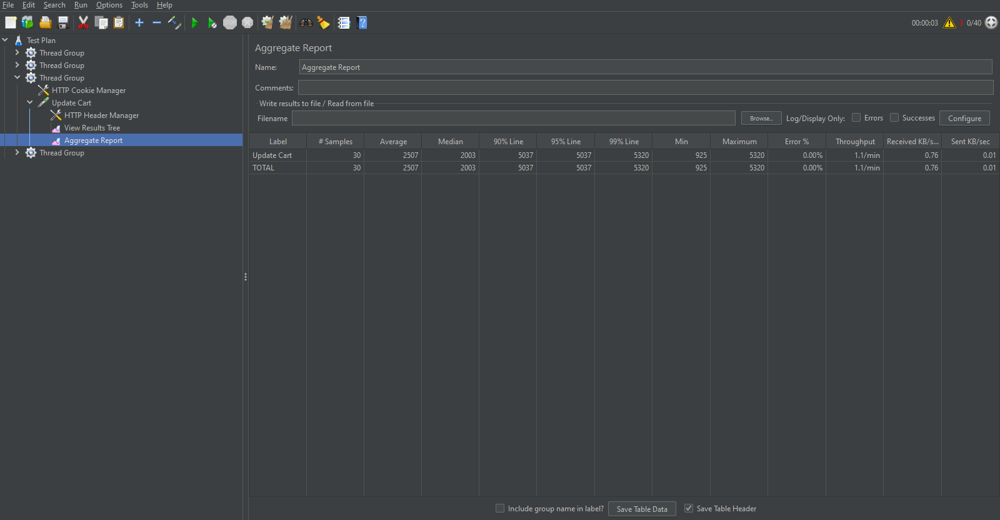 File Edit Search Run Options Tools Help
00:00:03 3 0/40
Test Plan
Thread Group
Thread Group
Thread Group
HTTP Cookie Manager
Update Cart
HTTP Header Manager
View Results Tree
Aggregate Report
Thread Group
Aggregate Report
Name: Aggregate Report
Comments:
Write results to file / Read from file
Filename Browse... Log/Display Only: Errors Successes Configure
Label # Samples Average Median 90% Line 95% Line 99% Line Min Maximum Error % Throughput Received KB/s... Sent KB/sec
Update Cart 30 2507 2003 5037 5037 5320 925 5320 0.00% 1.1/min 0.76 0.01
TOTAL 30 2507 2003 5037 5037 5320 925 5320 0.00% 1.1/min 0.76 0.01
Include group name in label? Save Table Data Save Table Header